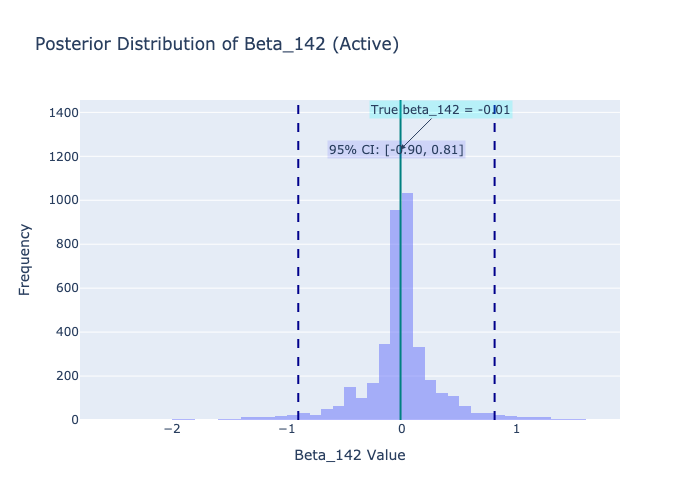 Posterior Distribution of Beta_142 (Active)
True beta_142 = -0.01
95% CI: [-0.90, 0.81]
1400
1200
1000
800
600
400
200
0
Frequency
−2
−1
0
1
Beta_142 Value